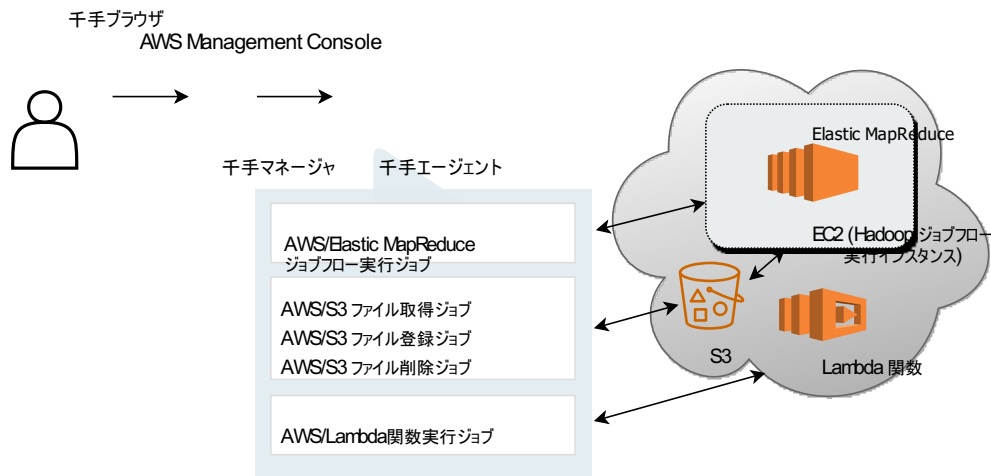 千手ブラウザ
AWS Management Console
千手マネージャ
千手エージェント
AWS/Elastic MapReduce
ジョブフロー実行ジョブ
AWS/S3 ファイル取得ジョブ
AWS/S3 ファイル登録ジョブ
AWS/S3 ファイル削除ジョブ
AWS/Lambda関数実行ジョブ
Elastic MapReduce
EC2 (Hadoop ジョブフロー
実行インスタンス)
S3
Lambda 関数